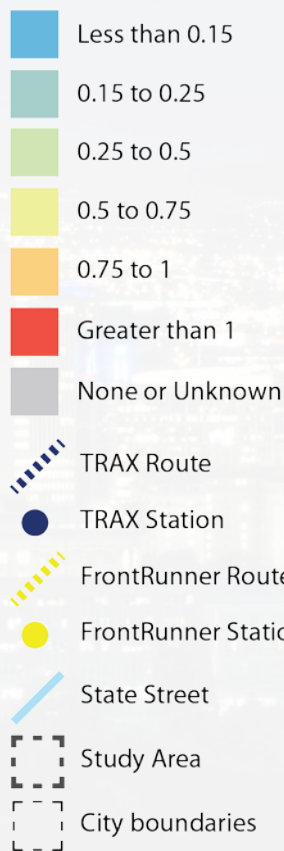 Less than 0.15
0.15 to 0.25
0.25 to 0.5
0.5 to 0.75
0.75 to 1
Greater than 1
None or Unknown
TRAX Route
TRAX Station
FrontRunner Route
FrontRunner Statio
State Street
Study Area
City boundaries